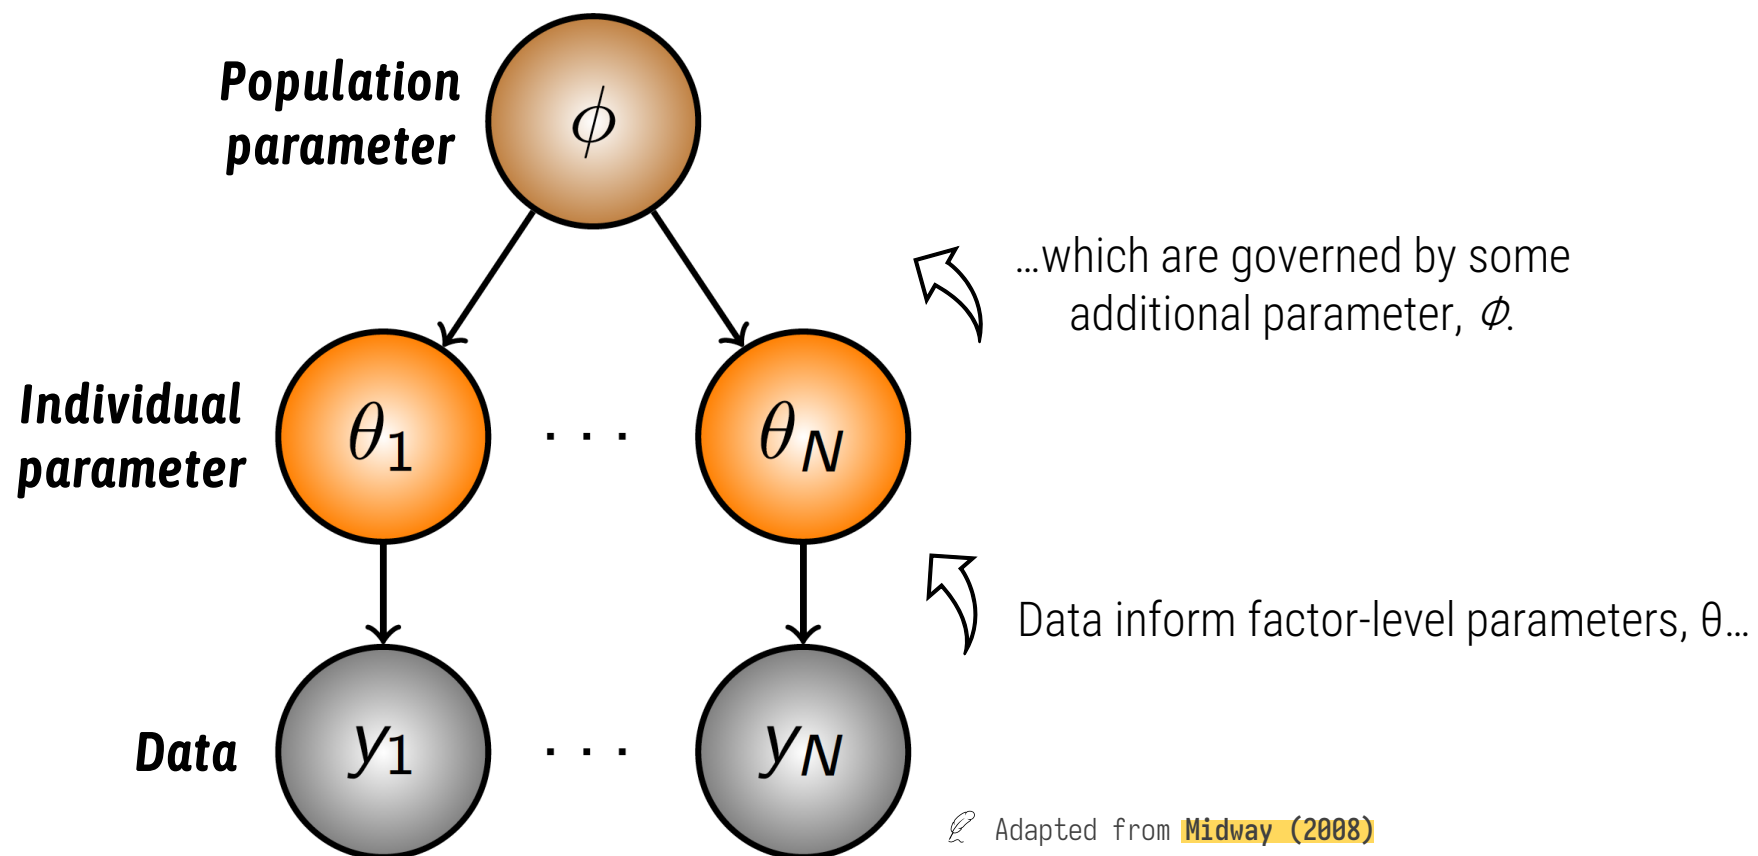 Population
parameter
ϕ
…which are governed by some
additional parameter, Φ.
Individual
parameter
θ1
. . .
θN
Data inform factor-level parameters, θ…
Data
y1
. . .
yN
Adapted from Midway (2008)